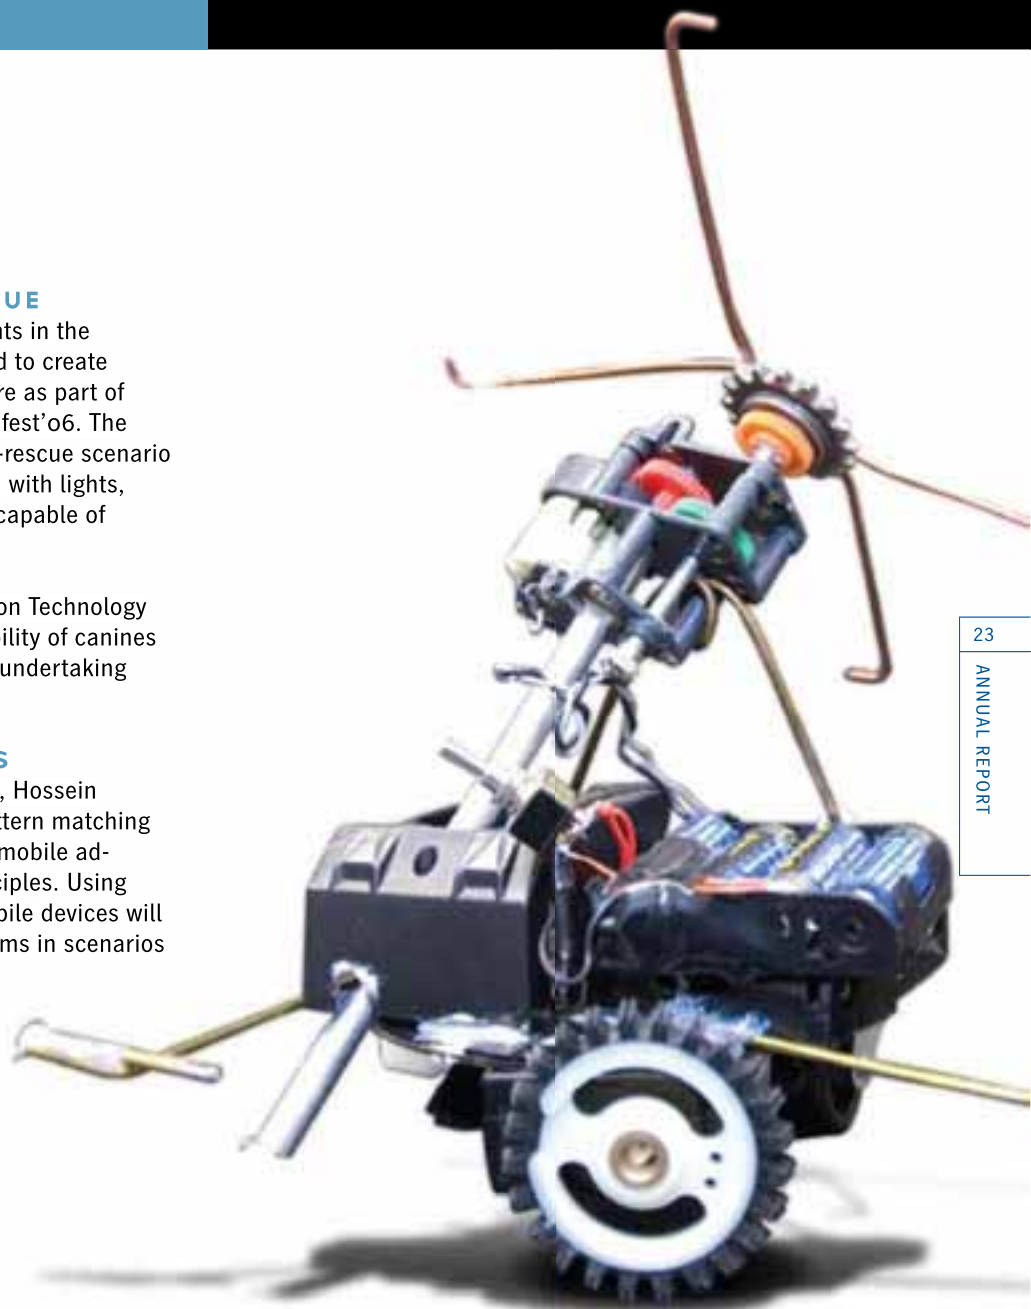 UE
nts in the
d to create
re as part of
fest’06. The
-rescue scenario
with lights,
capable of
on Technology
bility of canines
undertaking
S
, Hossein
ttern matching
mobile ad-
ciples. Using
bile devices will
ms in scenarios
23
ANNUAL REPORT